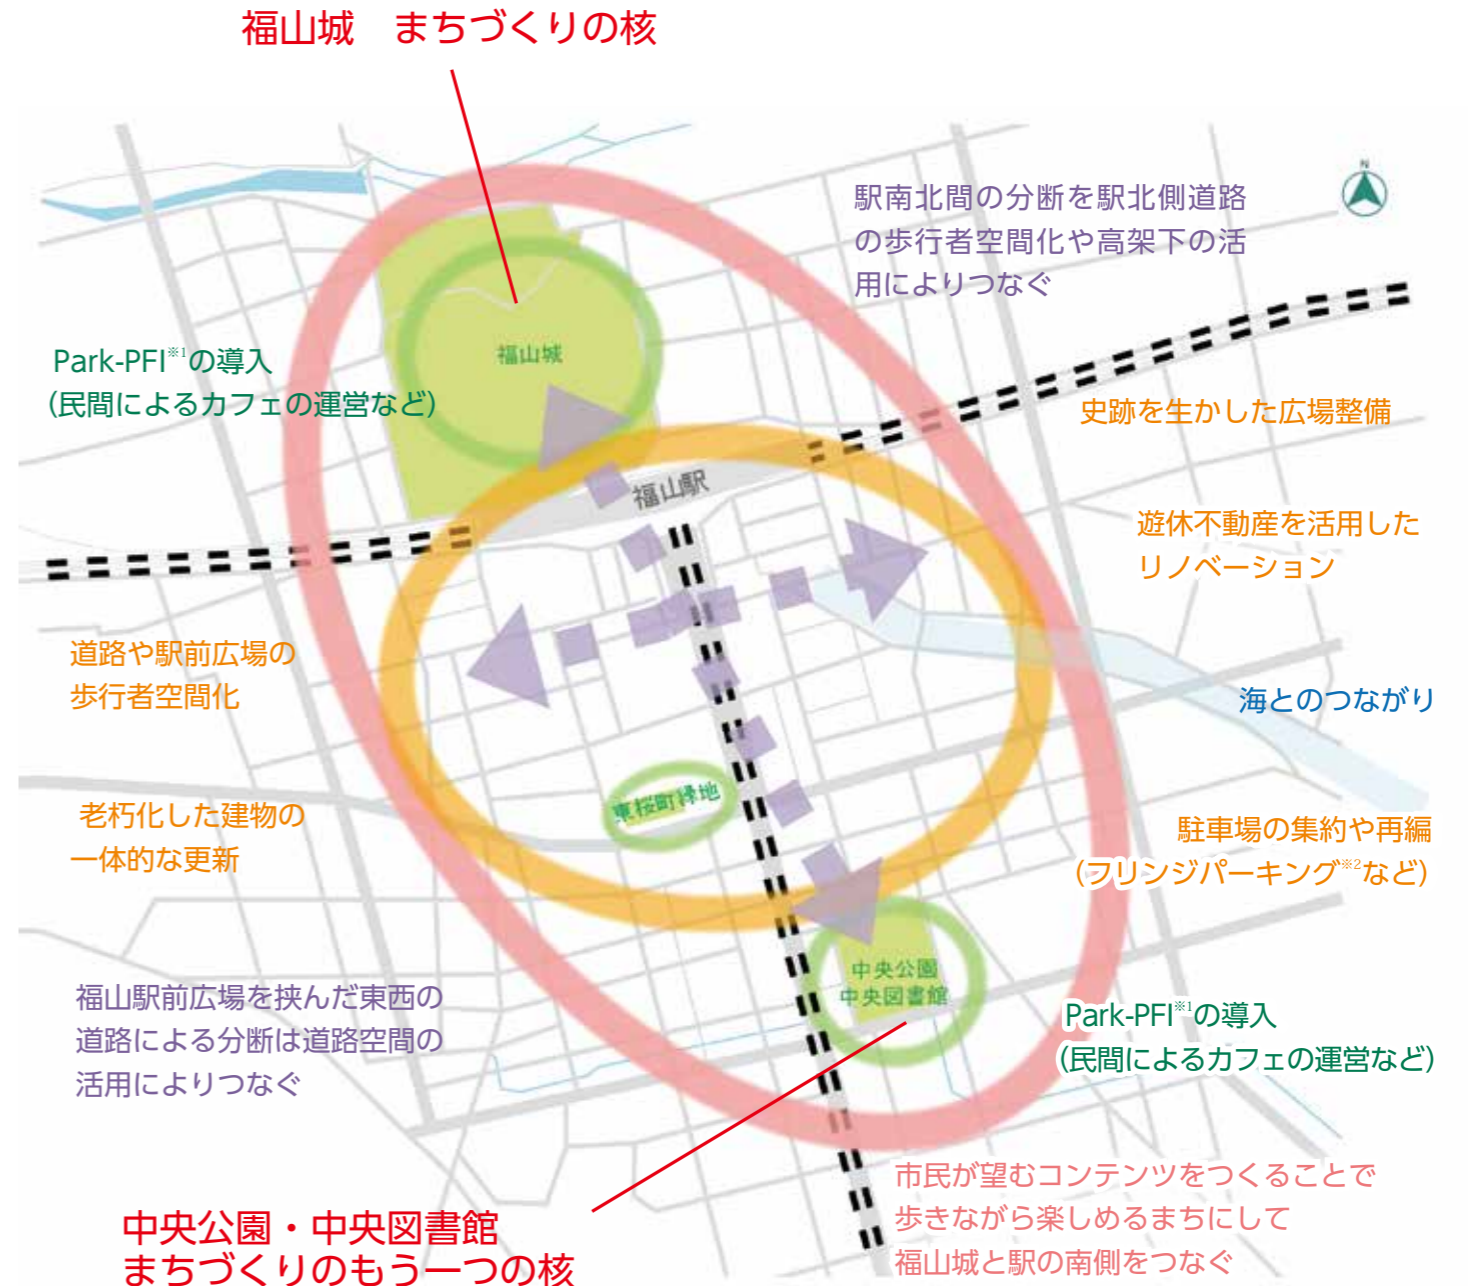 福山城　まちづくりの核
N
駅南北間の分断を駅北側道路
の歩行者空間化や高架下の活
用によりつなぐ
福山城
Park-PFI※1の導入
(民間によるカフェの運営など)
史跡を生かした広場整備
福山駅
遊休不動産を活用した
リノベーション
道路や駅前広場の
歩行者空間化
海とのつながり
東桜町緑地
老朽化した建物の
一体的な更新
駐車場の集約や再編
(フリンジパーキング※2など)
中央公園
中央図書館
福山駅前広場を挟んだ東西の
道路による分断は道路空間の
活用によりつなぐ
Park-PFI※1の導入
(民間によるカフェの運営など)
市民が望むコンテンツをつくることで
歩きながら楽しめるまちにして
福山城と駅の南側をつなぐ
中央公園・中央図書館
まちづくりのもう一つの核